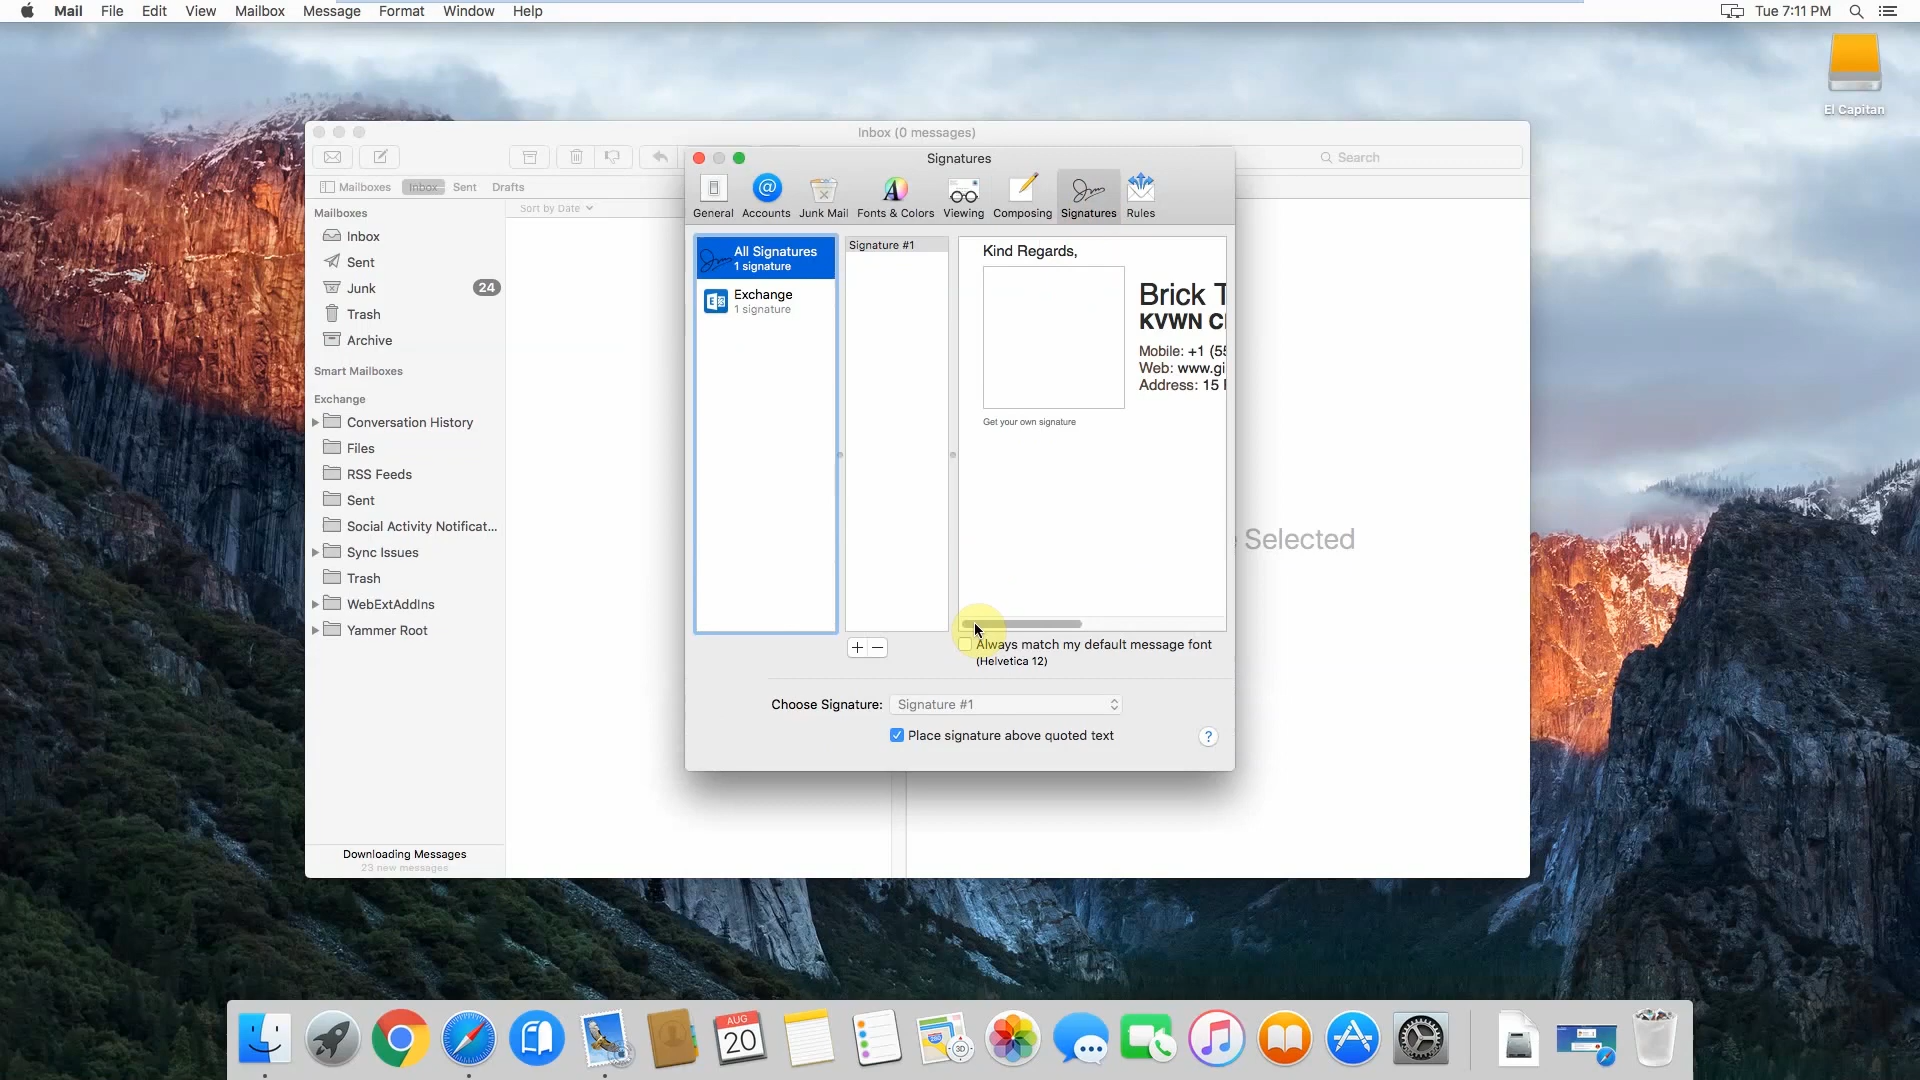 Mail File Edit View Mailbox Message Format Window Help
Tue 7:11 PM
El Capitan
Inbox (0 messages)
Search
Mailboxes Inbox Sent Drafts
Sort by Date
Mailboxes
Inbox
Sent
Junk 24
Trash
Archive
Smart Mailboxes
Exchange
Conversation History
Files
RSS Feeds
Sent
Social Activity Notificat...
Sync Issues
Trash
WebExtAddIns
Yammer Root
Downloading Messages
23 new messages
Selected
Signatures
General Accounts Junk Mail Fonts & Colors Viewing Composing Signatures Rules
All Signatures
1 signature
Exchange
1 signature
Signature #1
Kind Regards,
Brick T
KVWN C
Mobile: +1 (55
Web: www.gi
Address: 15
Get your own signature
Always match my default message font
(Helvetica 12)
Choose Signature: Signature #1
Place signature above quoted text
?
AUG
20
3D